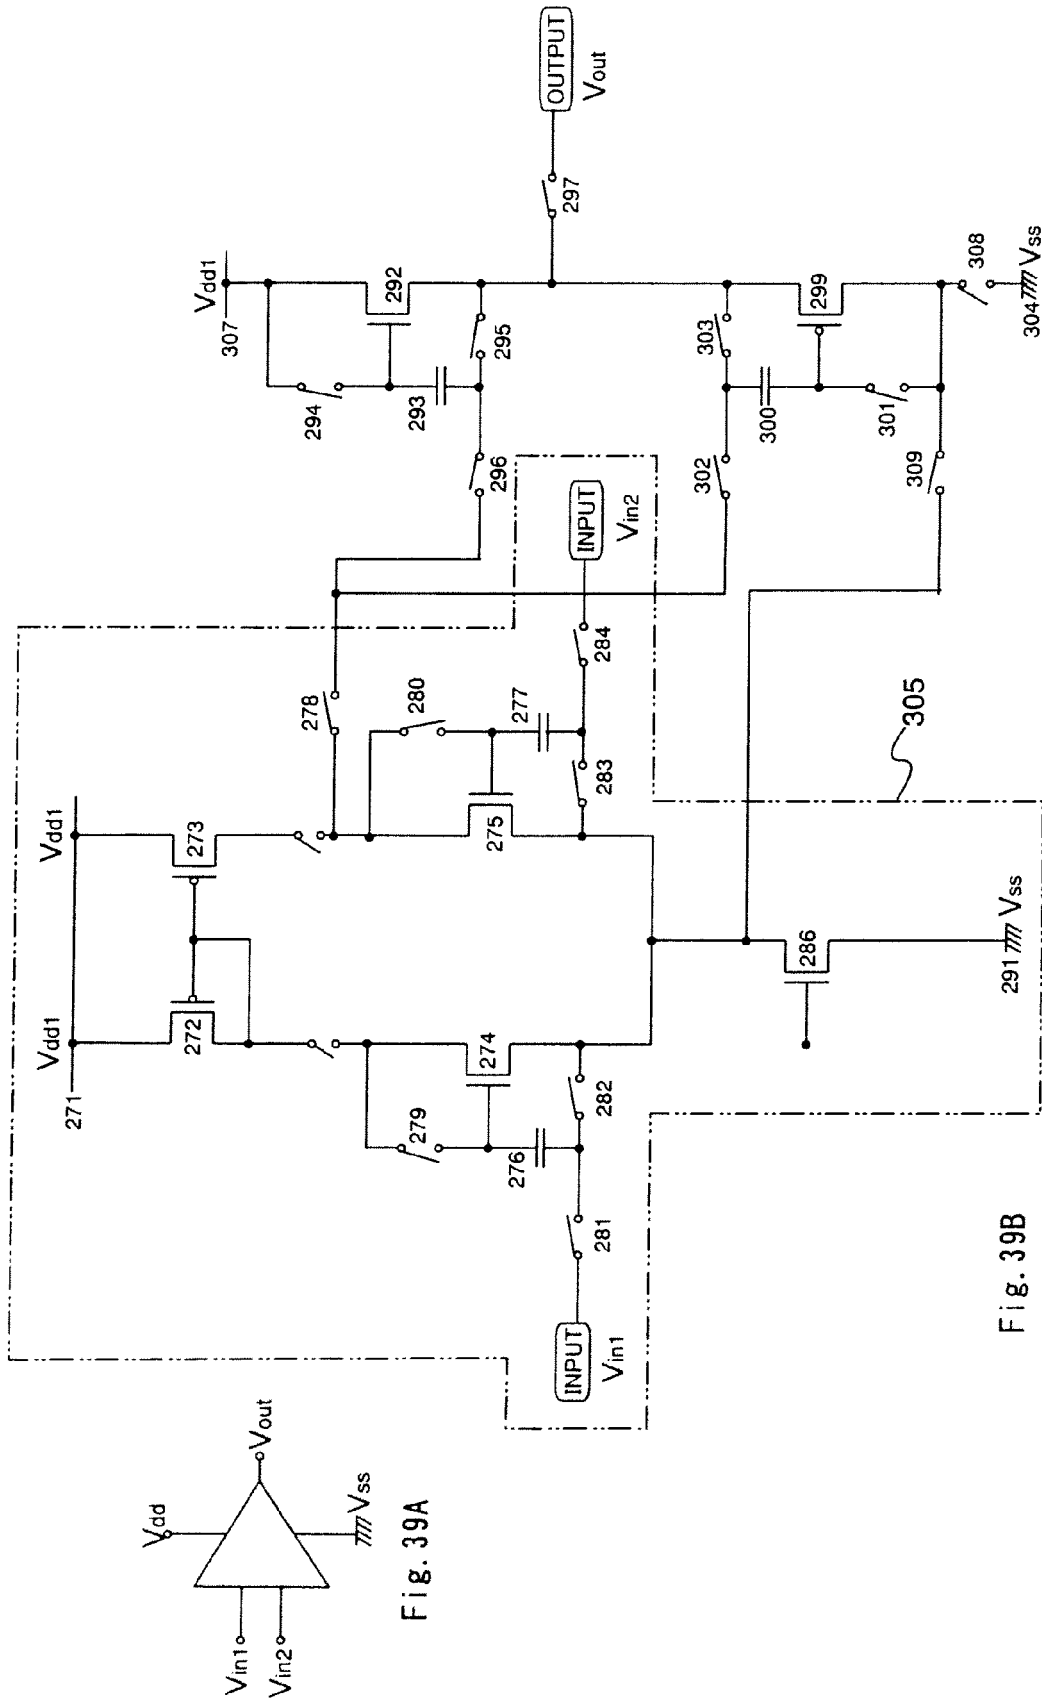 Vin1
Vin2
Vdd
Vss
Vout
Fig. 39A
271
Vdd1
Vdd1
272
273
278
279
280
274
275
276
277
INPUT
Vin1
281
282
283
284
INPUT
Vin2
286
291
Vss
305
Vdd1
307
292
293
294
295
296
297
OUTPUT
Vout
302
303
300
299
301
309
308
304
Vss
Fig. 39B